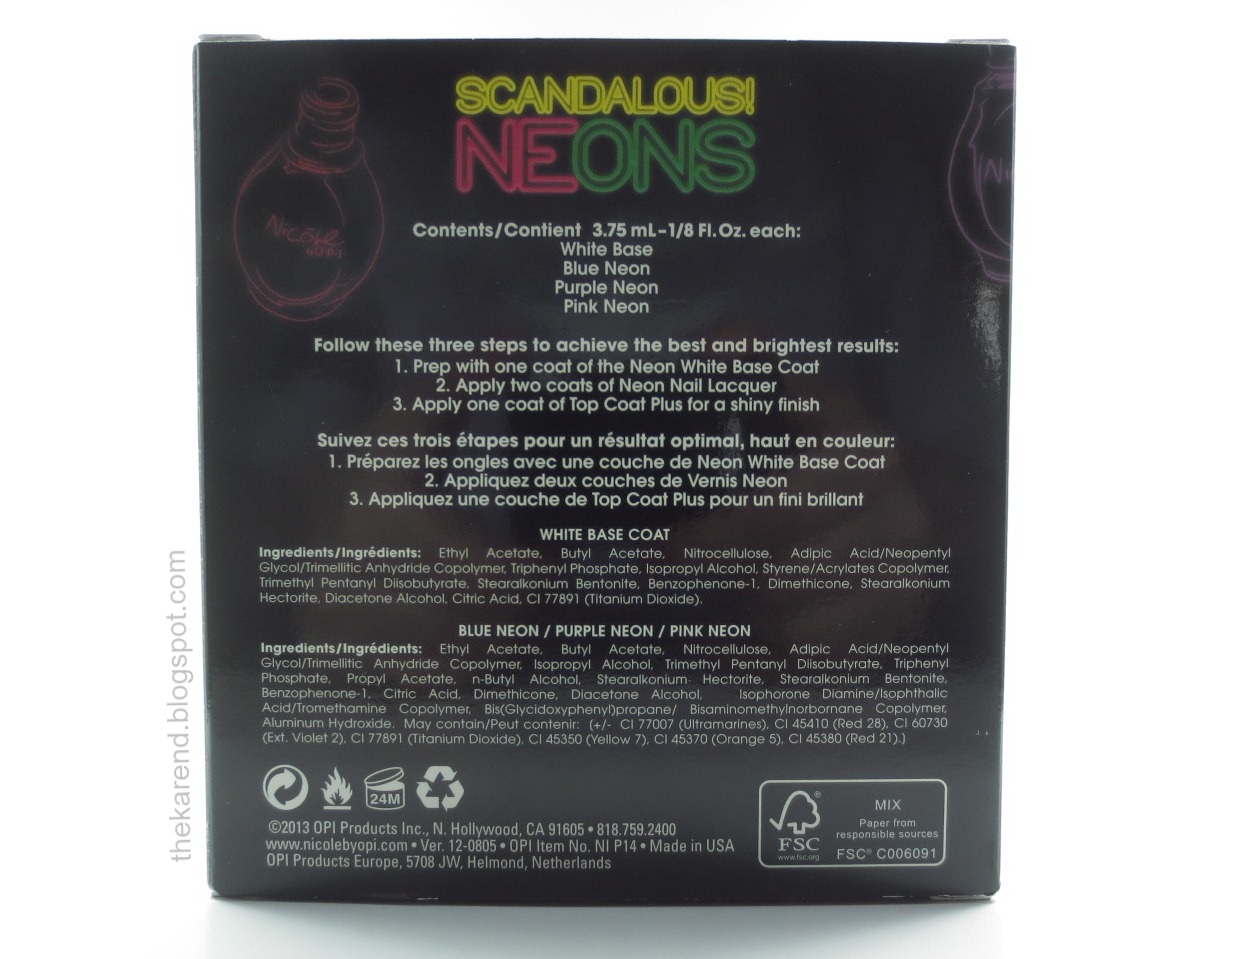 SCANDALOUS!
NEONS
Nicole
BY OPI
Contents/Contient 3.75 mL-1/8 Fl.Oz. each:
White Base
Blue Neon
Purple Neon
Pink Neon
Follow these three steps to achieve the best and brightest results:
1. Prep with one coat of the Neon White Base Coat
2. Apply two coats of Neon Nail Lacquer
3. Apply one coat of Top Coat Plus for a shiny finish
Suivez ces trois étapes pour un résultat optimal, haut en couleur:
1. Préparez les ongles avec une couche de Neon White Base Coat
2. Appliquez deux couches de Vernis Neon
3. Appliquez une couche de Top Coat Plus pour un fini brillant
WHITE BASE COAT
Ingredients/Ingrédients: Ethyl Acetate, Butyl Acetate, Nitrocellulose, Adipic Acid/Neopentyl
Glycol/Trimellitic Anhydride Copolymer, Triphenyl Phosphate, Isopropyl Alcohol, Styrene/Acrylates Copolymer,
Trimethyl Pentanyl Diisobutyrate, Stearalkonium Bentonite, Benzophenone-1, Dimethicone, Stearalkonium
Hectorite, Diacetone Alcohol, Citric Acid, CI 77891 (Titanium Dioxide).
BLUE NEON / PURPLE NEON / PINK NEON
Ingredients/Ingrédients: Ethyl Acetate, Butyl Acetate, Nitrocellulose, Adipic Acid/Neopentyl
Glycol/Trimellitic Anhydride Copolymer, Isopropyl Alcohol, Trimethyl Pentanyl Diisobutyrate, Triphenyl
Phosphate, Propyl Acetate, n-Butyl Alcohol, Stearalkonium Hectorite, Stearalkonium Bentonite,
Benzophenone-1, Citric Acid, Dimethicone, Diacetone Alcohol, Isophorone Diamine/Isophthalic
Acid/Tromethamine Copolymer, Bis(Glycidoxyphenyl)propane/ Bisaminomethylnorbornane Copolymer,
Aluminum Hydroxide. May contain/Peut contenir: (+/- CI 77007 (Ultramarines), CI 45410 (Red 28), CI 60730
(Ext. Violet 2), CI 77891 (Titanium Dioxide), CI 45350 (Yellow 7), CI 45370 (Orange 5), CI 45380 (Red 21).)
24M
©2013 OPI Products Inc., N. Hollywood, CA 91605 • 818.759.2400
www.nicolebyopi.com • Ver. 12-0805 • OPI Item No. NI P14 • Made in USA
OPI Products Europe, 5708 JW, Helmond, Netherlands
FSC
www.fsc.org
MIX
Paper from
responsible sources
FSC® C006091
thekarend.blogspot.com